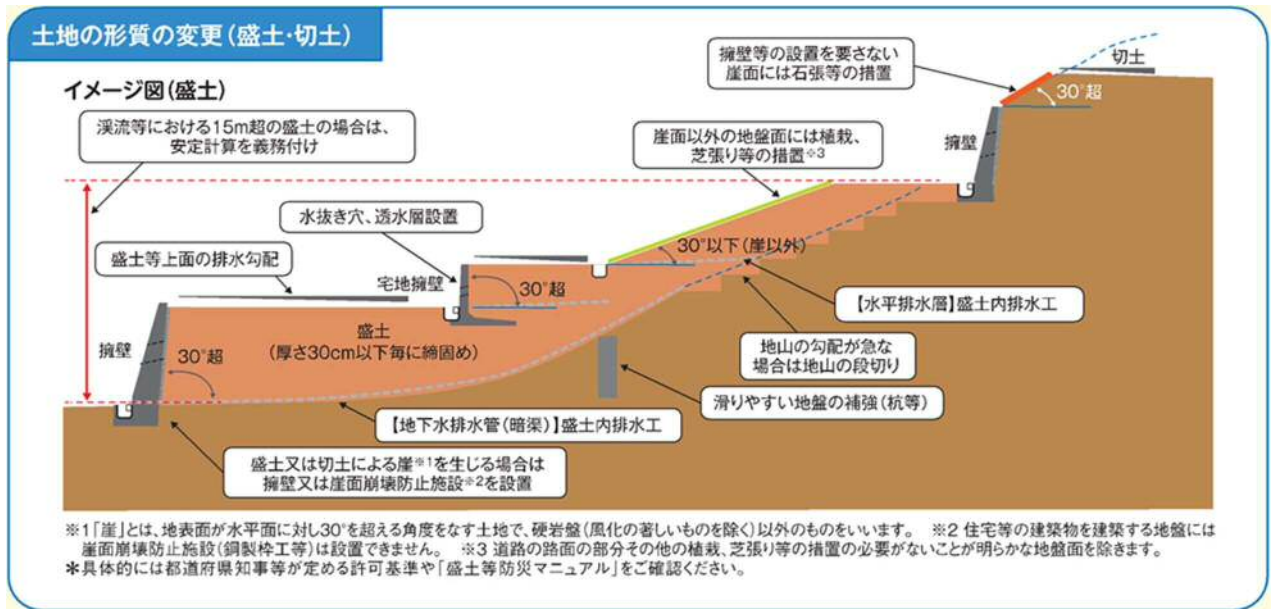 土地の形質の変更(盛土・切土)
イメージ図(盛土)
渓流等における15m超の盛土の場合は、
安定計算を義務付け
擁壁等の設置を要さない
崖面には石張等の措置
切土
30°超
崖面以外の地盤面には植栽、
芝張り等の措置※3
擁壁
水抜き穴、透水層設置
盛土等上面の排水勾配
宅地擁壁
30°超
30°以下(崖以外)
【水平排水層】盛土内排水工
擁壁
30°超
盛土
(厚さ30cm以下毎に締固め)
地山の勾配が急な
場合は地山の段切り
滑りやすい地盤の補強(杭等)
【地下水排水管(暗渠)】盛土内排水工
盛土又は切土による崖※1を生じる場合は
擁壁又は崖面崩壊防止施設※2を設置
※1「崖」とは、地表面が水平面に対し30°を超える角度をなす土地で、硬岩盤(風化の著しいものを除く)以外のものをいいます。 ※2 住宅等の建築物を建築する地盤には
崖面崩壊防止施設(鋼製枠工等)は設置できません。 ※3 道路の路面の部分その他の植栽、芝張り等の措置の必要がないことが明らかな地盤面を除きます。
＊具体的には都道府県知事等が定める許可基準や「盛土等防災マニュアル」をご確認ください。